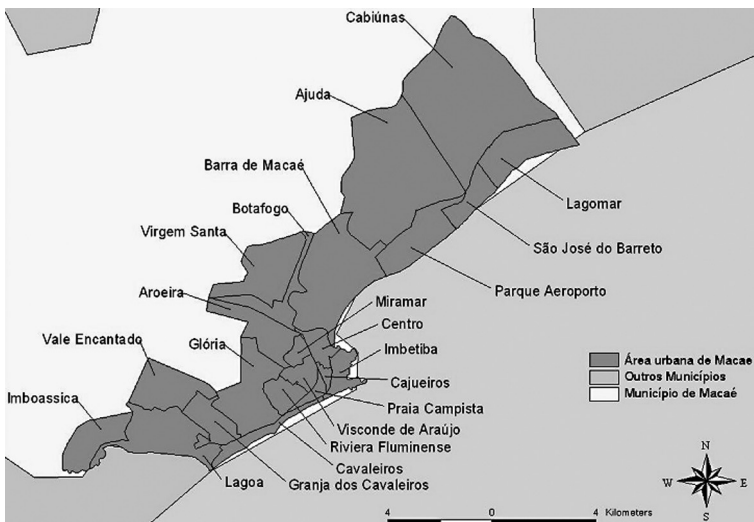 Cabiúnas
Ajuda
Barra de Macaé
Botafogo
Virgem Santa
Aroeira
Vale Encantado
Glória
Imboassica
Lagomar
São José do Barreto
Parque Aeroporto
Miramar
Centro
Imbetiba
Cajueiros
Praia Campista
Visconde de Araújo
Riviera Fluminense
Cavaleiros
Granja dos Cavaleiros
Lagoa
Área urbana de Macae
Outros Municípios
Município de Macaé
N
W E
S
4 0 4 Kilometers